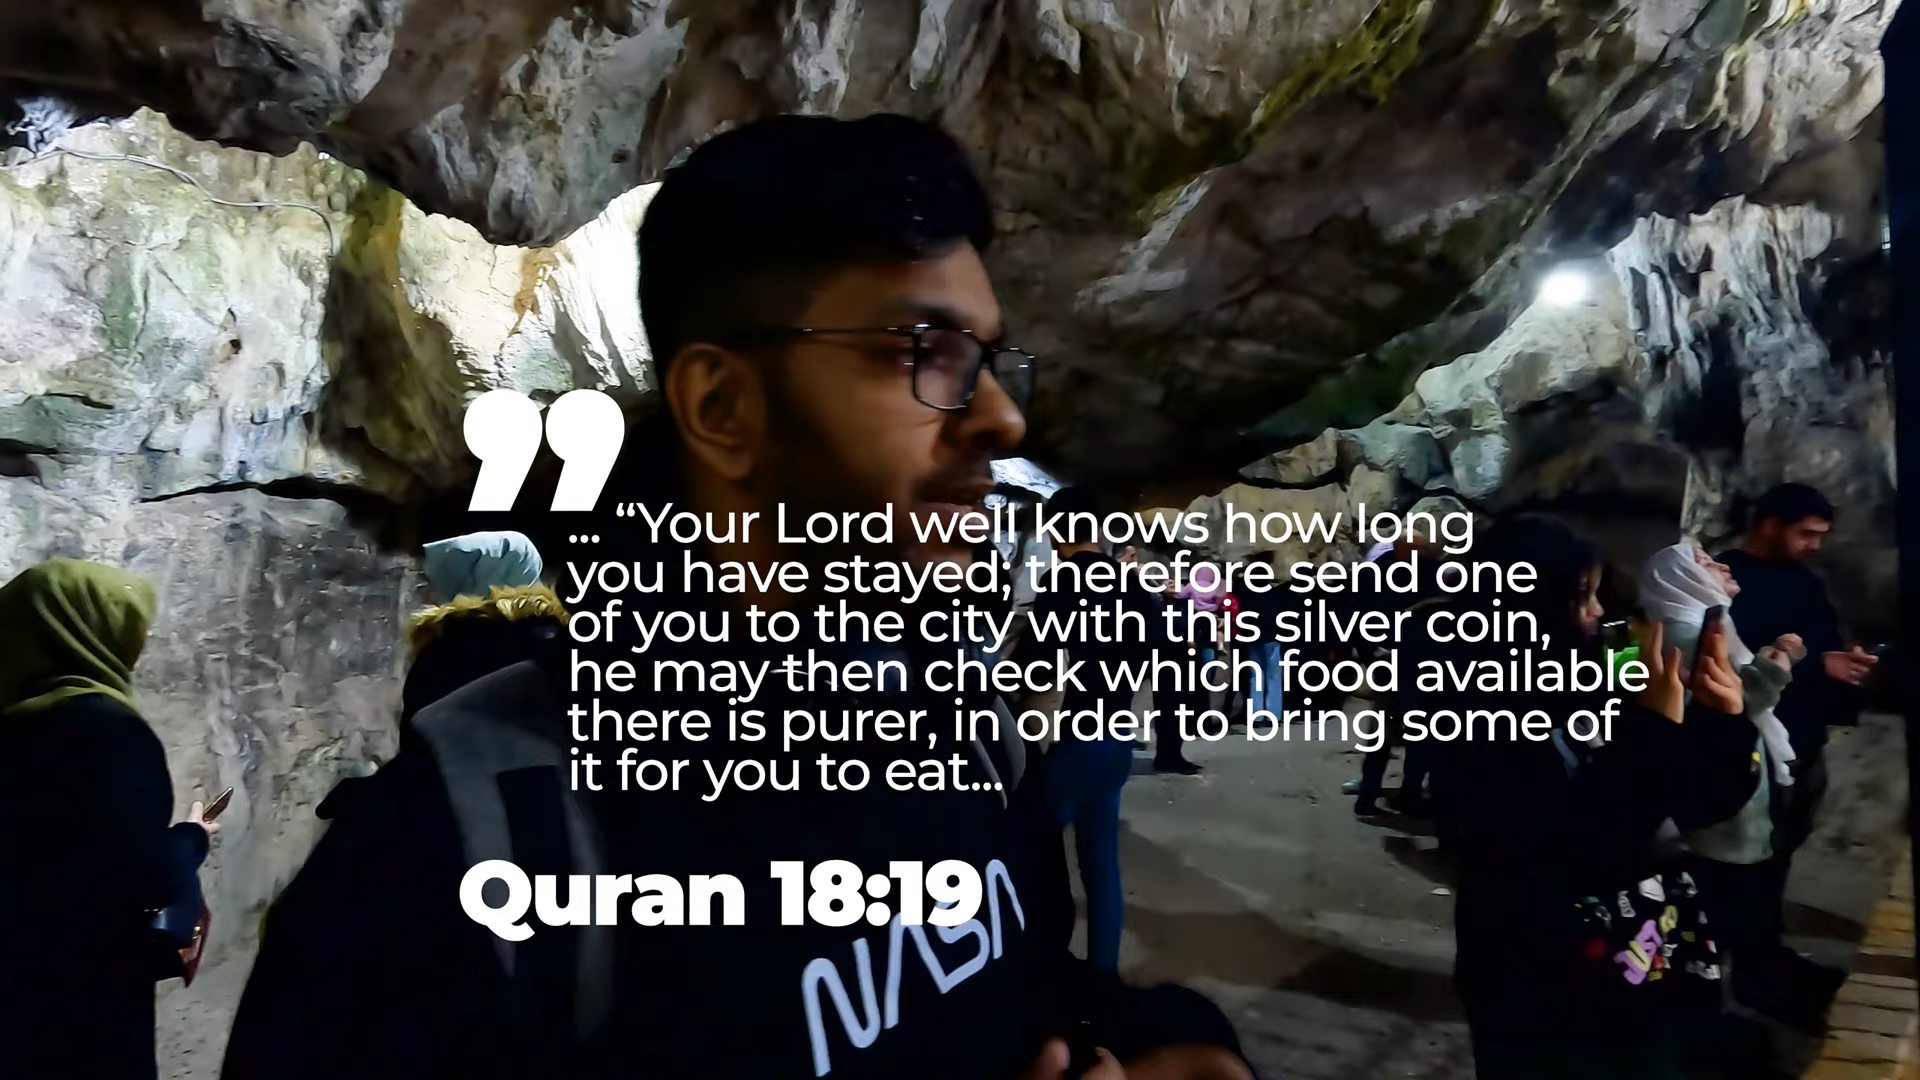 ... “Your Lord well knows how long
you have stayed; therefore send one
of you to the city with this silver coin,
he may then check which food available
there is purer, in order to bring some of
it for you to eat...
Quran 18:19
NASA